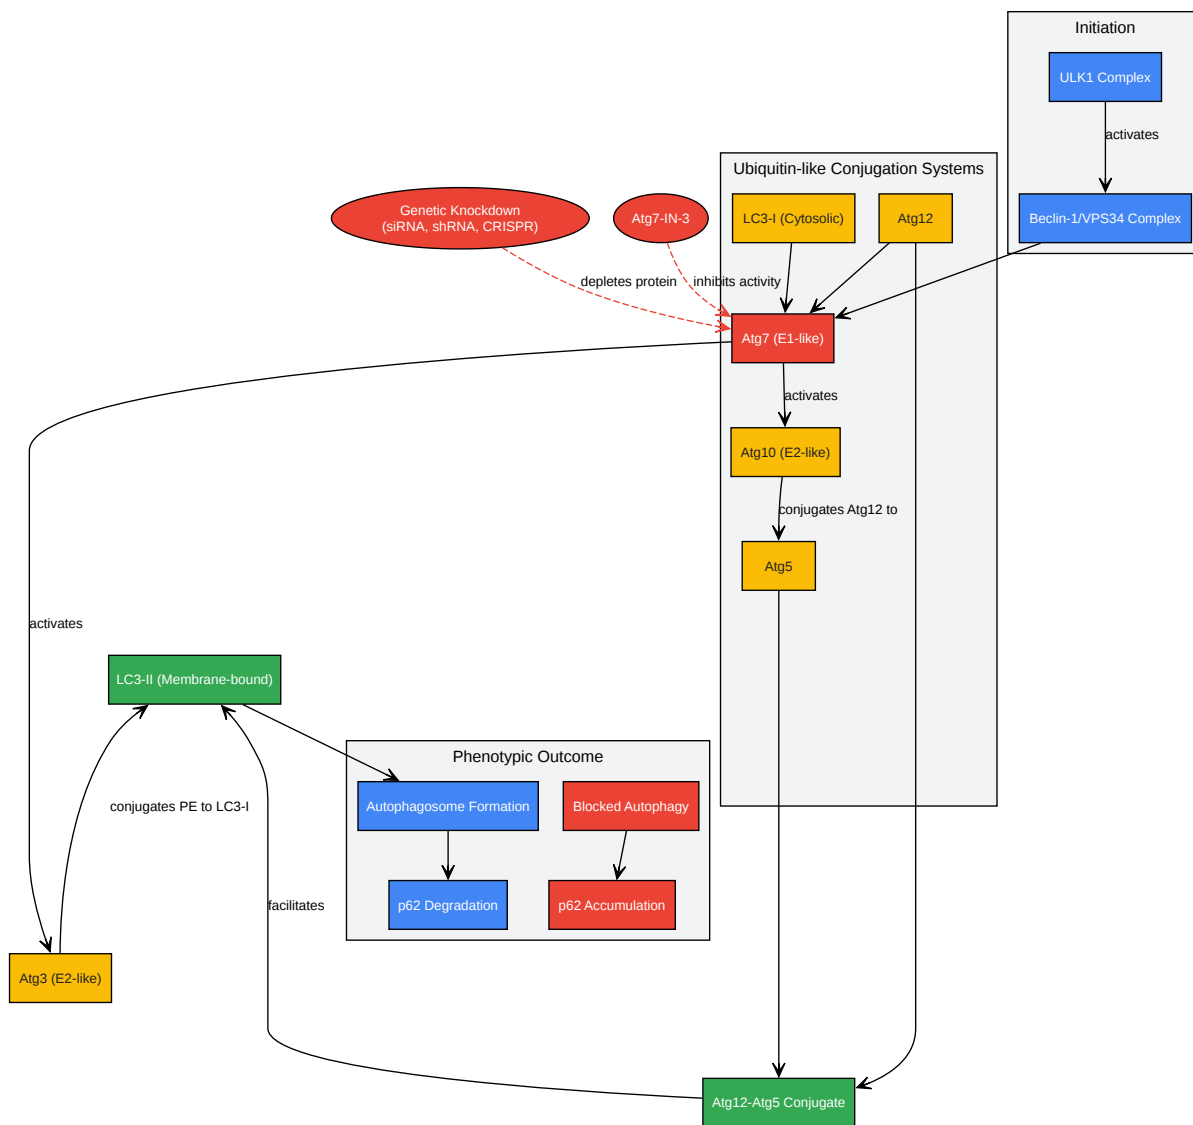 Initiation
ULK1 Complex
activates
Ubiquitin-like Conjugation Systems
Genetic Knockdown
(siRNA, shRNA, CRISPR)
Atg7-IN-3
LC3-I (Cytosolic)
Atg12
Beclin-1/VPS34 Complex
depletes protein
inhibits activity
Atg7 (E1-like)
activates
Atg10 (E2-like)
conjugates Atg12 to
Atg5
activates
LC3-II (Membrane-bound)
Phenotypic Outcome
conjugates PE to LC3-I
Autophagosome Formation
Blocked Autophagy
facilitates
p62 Degradation
p62 Accumulation
Atg3 (E2-like)
Atg12-Atg5 Conjugate